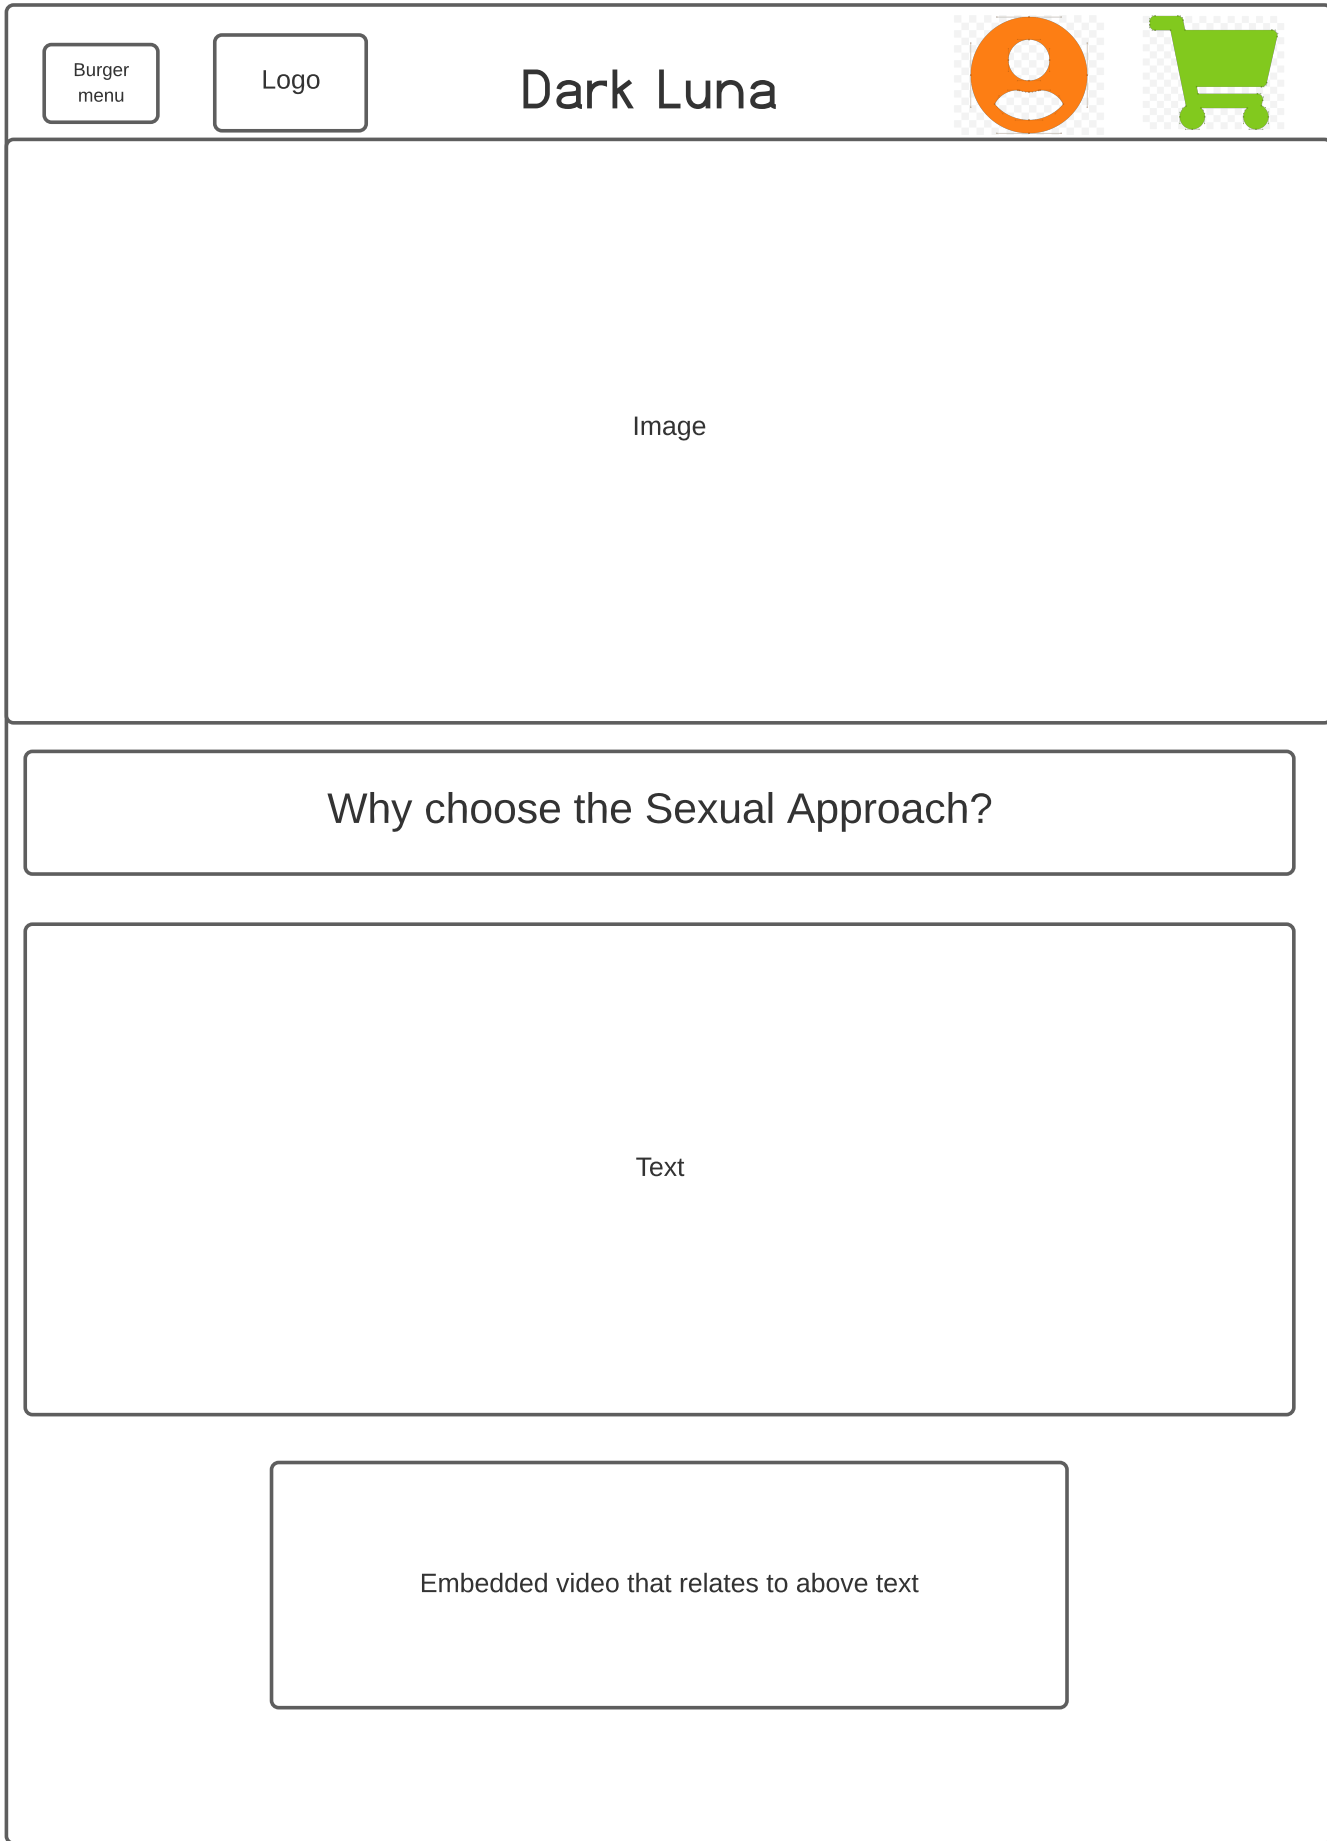 Burger
menu
Logo
Dark Luna
Image
Why choose the Sexual Approach?
Text
Embedded video that relates to above text